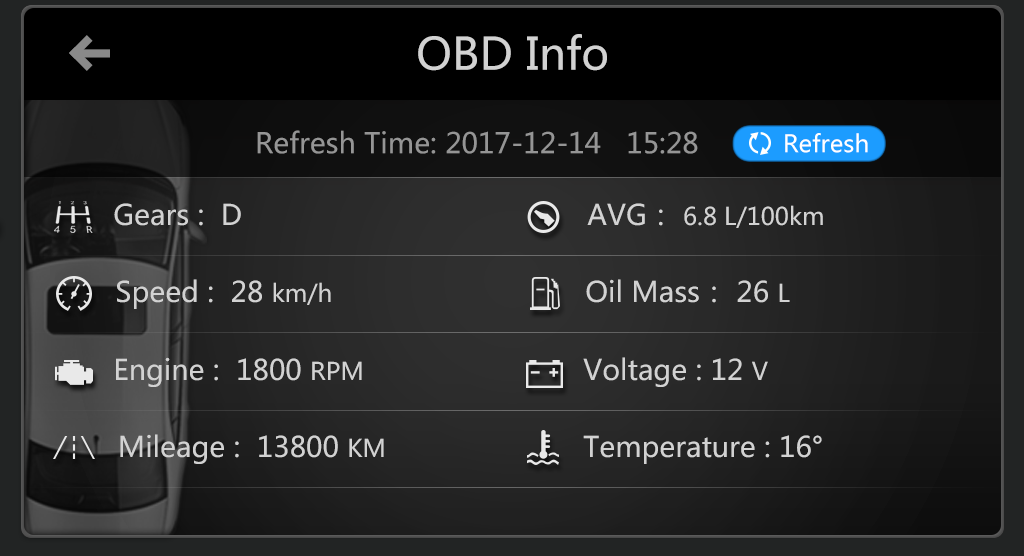 OBD Info
Refresh Time: 2017-12-14 15:28 Refresh
1 2 3
4 5 R
Gears : D
AVG : 6.8 L/100km
Speed : 28 km/h
Oil Mass : 26 L
Engine : 1800 RPM
Voltage : 12 V
Mileage : 13800 KM
Temperature : 16°